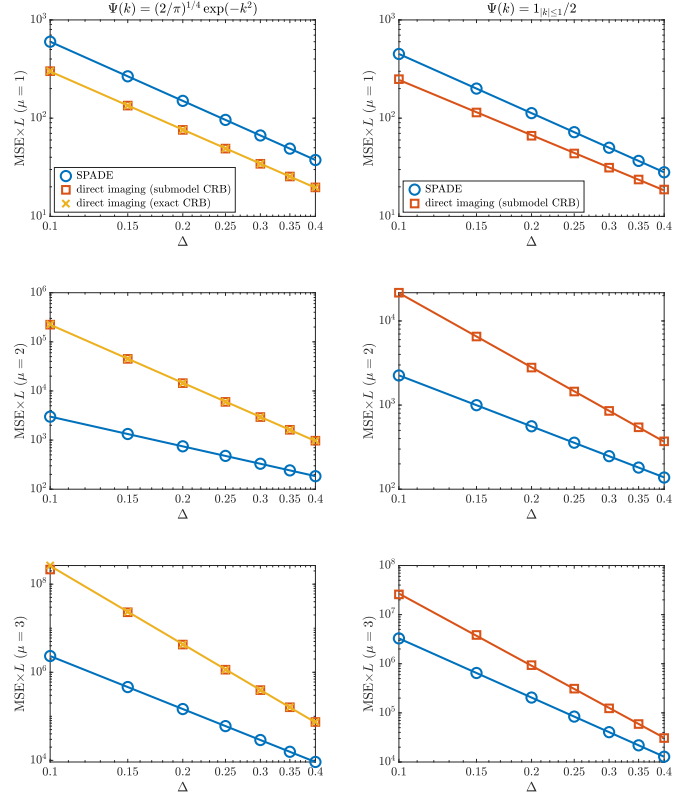 Ψ(k) = (2/π)^{1/4} exp(−k²)
Ψ(k) = 1_{|k|≤1}/2
MSE×L (μ = 1)
10³
10²
10¹
SPADE
direct imaging (submodel CRB)
direct imaging (exact CRB)
0.1 0.15 0.2 0.25 0.3 0.35 0.4
Δ
MSE×L (μ = 1)
10³
10²
10¹
SPADE
direct imaging (submodel CRB)
0.1 0.15 0.2 0.25 0.3 0.35 0.4
Δ
MSE×L (μ = 2)
10⁶
10⁵
10⁴
10³
10²
0.1 0.15 0.2 0.25 0.3 0.35 0.4
Δ
MSE×L (μ = 2)
10⁴
10³
10²
0.1 0.15 0.2 0.25 0.3 0.35 0.4
Δ
MSE×L (μ = 3)
10⁸
10⁶
10⁴
0.1 0.15 0.2 0.25 0.3 0.35 0.4
Δ
MSE×L (μ = 3)
10⁸
10⁷
10⁶
10⁵
10⁴
0.1 0.15 0.2 0.25 0.3 0.35 0.4
Δ